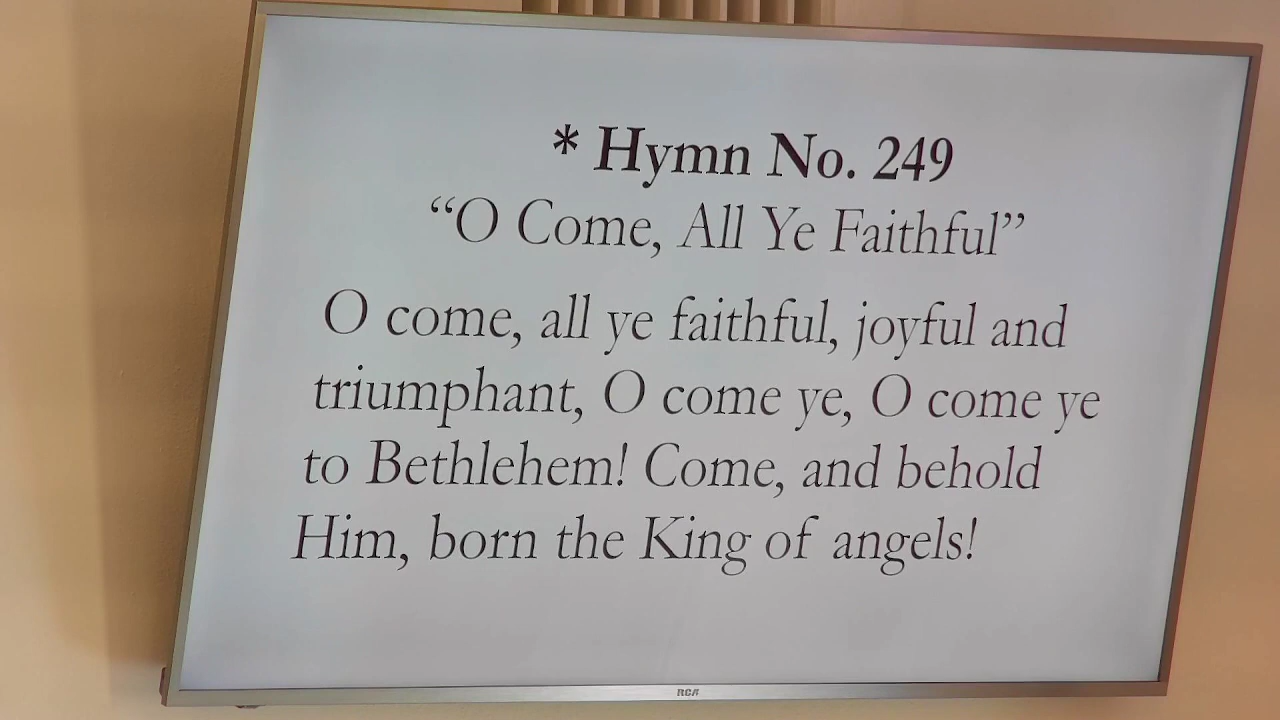 * Hymn No. 249
“O Come, All Ye Faithful”
O come, all ye faithful, joyful and
triumphant, O come ye, O come ye
to Bethlehem! Come, and behold
Him, born the King of angels!
RCA